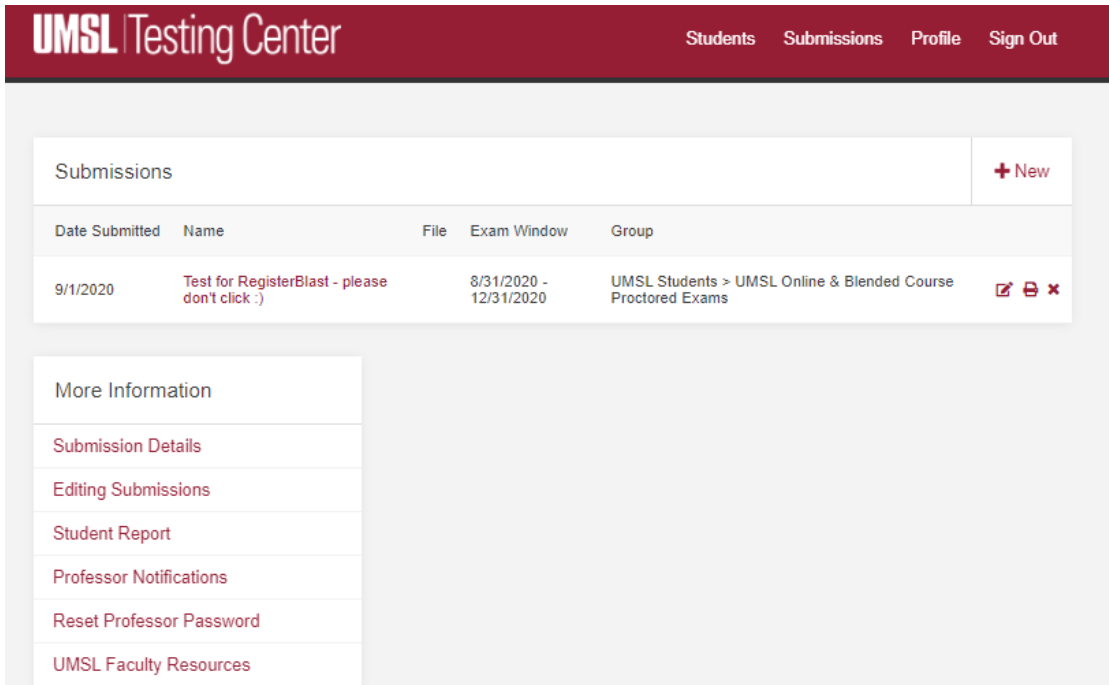 UMSL | Testing Center
Students Submissions Profile Sign Out
Submissions
+ New
Date Submitted Name File Exam Window Group
9/1/2020
Test for RegisterBlast - please
don't click :)
8/31/2020 -
12/31/2020
UMSL Students > UMSL Online & Blended Course
Proctored Exams
More Information
Submission Details
Editing Submissions
Student Report
Professor Notifications
Reset Professor Password
UMSL Faculty Resources